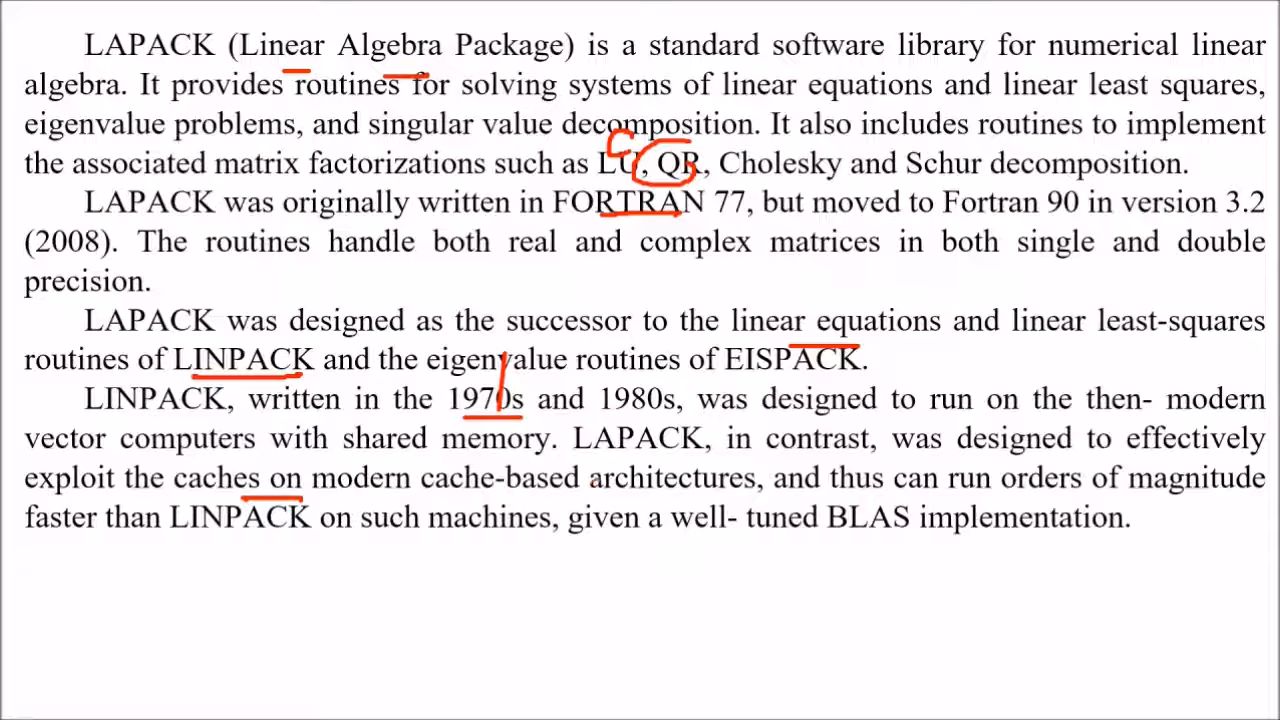 LAPACK (Linear Algebra Package) is a standard software library for numerical linear
algebra. It provides routines for solving systems of linear equations and linear least squares,
eigenvalue problems, and singular value decomposition. It also includes routines to implement
the associated matrix factorizations such as LU, QR, Cholesky and Schur decomposition.
LAPACK was originally written in FORTRAN 77, but moved to Fortran 90 in version 3.2
(2008). The routines handle both real and complex matrices in both single and double
precision.
LAPACK was designed as the successor to the linear equations and linear least-squares
routines of LINPACK and the eigenvalue routines of EISPACK.
LINPACK, written in the 1970s and 1980s, was designed to run on the then- modern
vector computers with shared memory. LAPACK, in contrast, was designed to effectively
exploit the caches on modern cache-based architectures, and thus can run orders of magnitude
faster than LINPACK on such machines, given a well- tuned BLAS implementation.